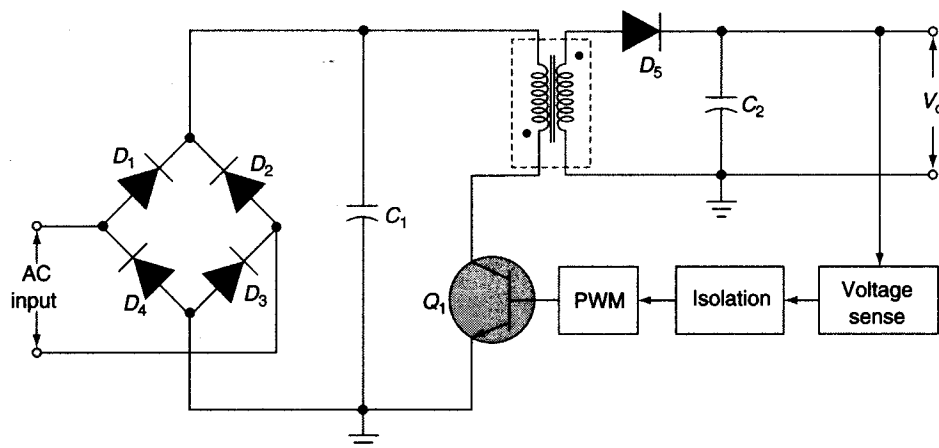 D5
D1
D2
C2
Vo
C1
AC
input
D4
D3
Q1
PWM
Isolation
Voltage
sense